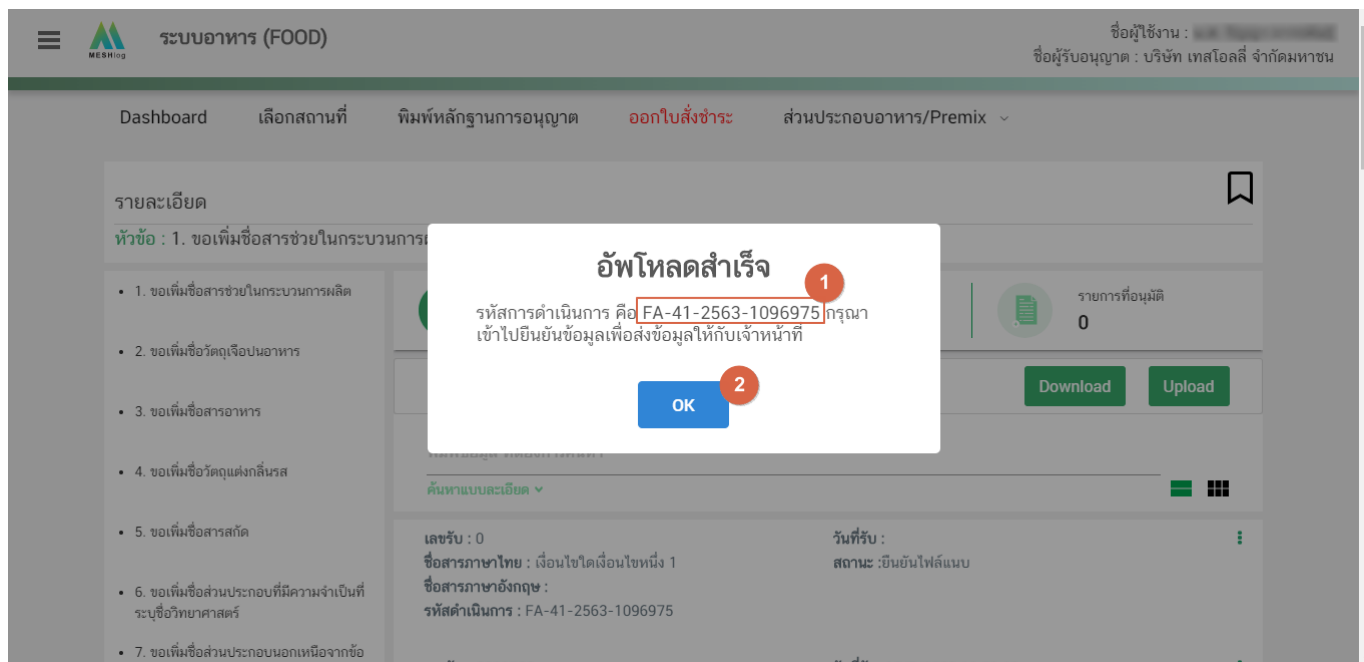 MESHlog
ระบบอาหาร (FOOD)
ชื่อผู้ใช้งาน :
ชื่อผู้รับอนุญาต : บริษัท เทสโอลลี่ จำกัดมหาชน
Dashboard เลือกสถานที่ พิมพ์หลักฐานการอนุญาต ออกใบสั่งชำระ ส่วนประกอบอาหาร/Premix
รายละเอียด
หัวข้อ : 1. ขอเพิ่มชื่อสารช่วยในกระบวนการ
อัพโหลดสำเร็จ
1
รหัสการดำเนินการ คือ FA-41-2563-1096975 กรุณา
เข้าไปยืนยันข้อมูลเพื่อส่งข้อมูลให้กับเจ้าหน้าที่
2
OK
รายการที่อนุมัติ
0
Download Upload
• 1. ขอเพิ่มชื่อสารช่วยในกระบวนการผลิต
• 2. ขอเพิ่มชื่อวัตถุเจือปนอาหาร
• 3. ขอเพิ่มชื่อสารอาหาร
• 4. ขอเพิ่มชื่อวัตถุแต่งกลิ่นรส
• 5. ขอเพิ่มชื่อสารสกัด
• 6. ขอเพิ่มชื่อส่วนประกอบที่มีความจำเป็นที่
ระบุชื่อวิทยาศาสตร์
• 7. ขอเพิ่มชื่อส่วนประกอบนอกเหนือจากข้อ
ค้นหาแบบละเอียด
เลขรับ : 0 วันที่รับ :
ชื่อสารภาษาไทย : เงื่อนไขใดเงื่อนไขหนึ่ง 1 สถานะ :ยืนยันไฟล์แนบ
ชื่อสารภาษาอังกฤษ :
รหัสดำเนินการ : FA-41-2563-1096975